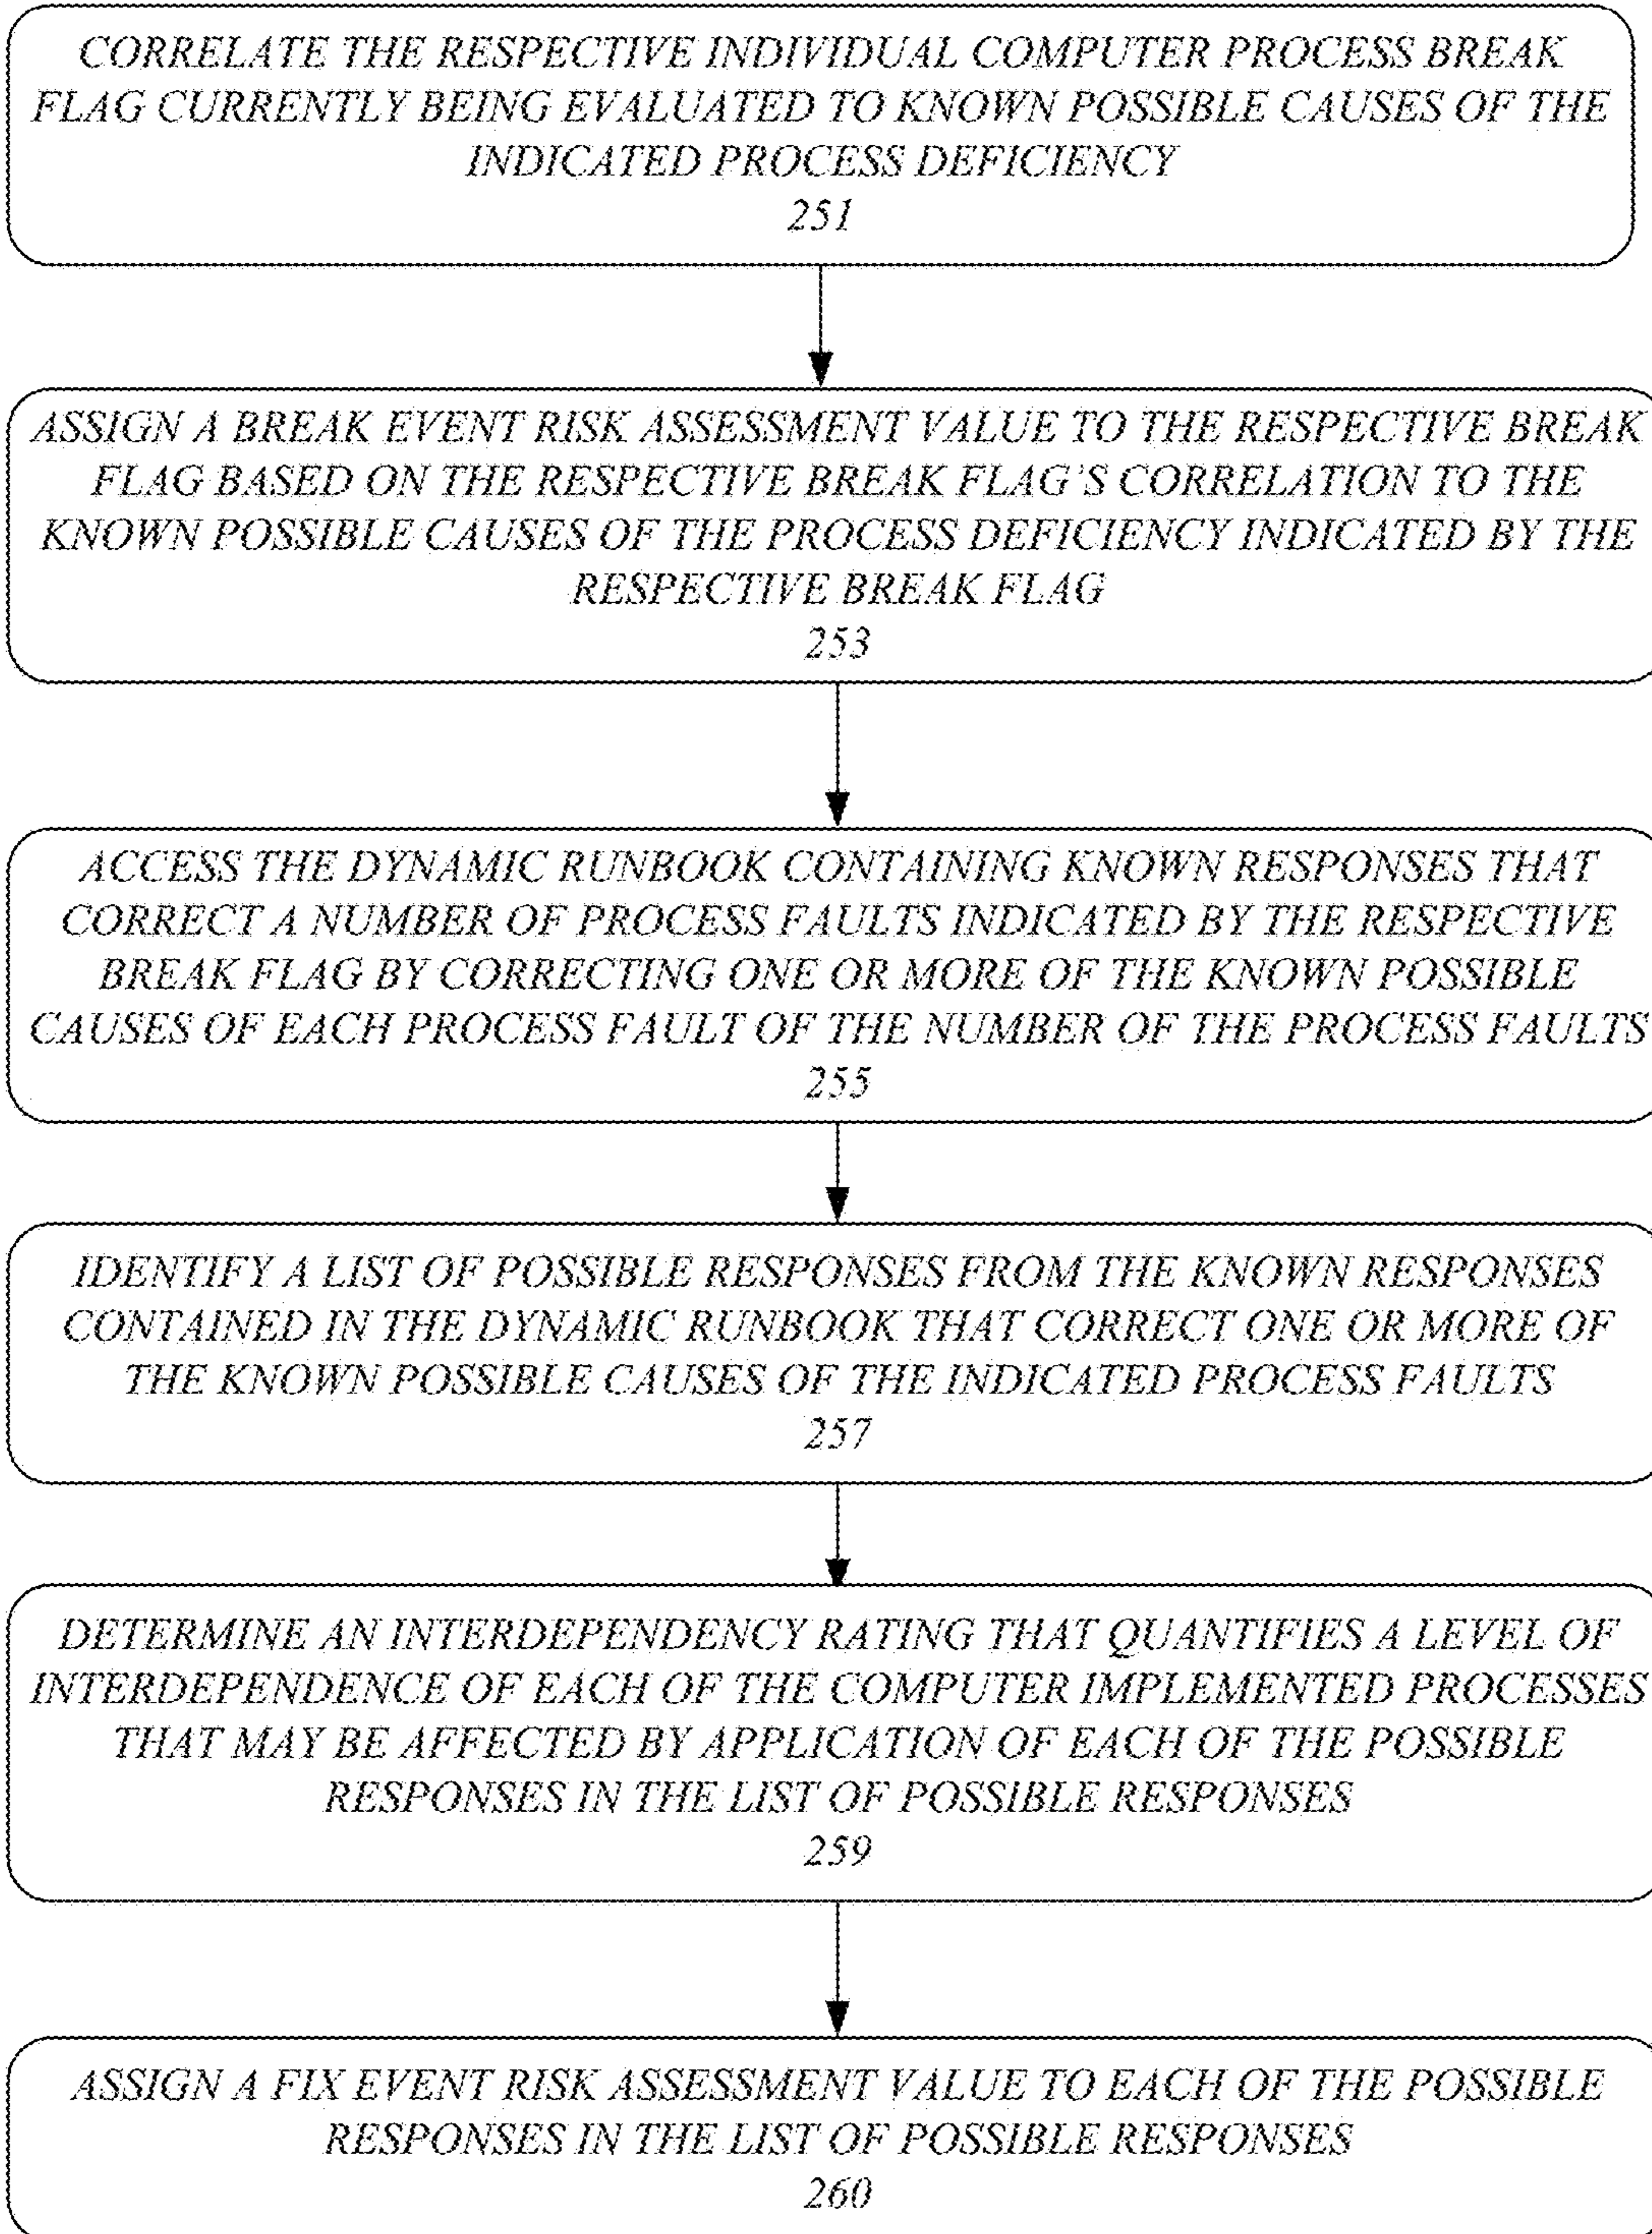 CORRELATE THE RESPECTIVE INDIVIDUAL COMPUTER PROCESS BREAK
FLAG CURRENTLY BEING EVALUATED TO KNOWN POSSIBLE CAUSES OF THE
INDICATED PROCESS DEFICIENCY
251
ASSIGN A BREAK EVENT RISK ASSESSMENT VALUE TO THE RESPECTIVE BREAK
FLAG BASED ON THE RESPECTIVE BREAK FLAG'S CORRELATION TO THE
KNOWN POSSIBLE CAUSES OF THE PROCESS DEFICIENCY INDICATED BY THE
RESPECTIVE BREAK FLAG
253
ACCESS THE DYNAMIC RUNBOOK CONTAINING KNOWN RESPONSES THAT
CORRECT A NUMBER OF PROCESS FAULTS INDICATED BY THE RESPECTIVE
BREAK FLAG BY CORRECTING ONE OR MORE OF THE KNOWN POSSIBLE
CAUSES OF EACH PROCESS FAULT OF THE NUMBER OF THE PROCESS FAULTS
255
IDENTIFY A LIST OF POSSIBLE RESPONSES FROM THE KNOWN RESPONSES
CONTAINED IN THE DYNAMIC RUNBOOK THAT CORRECT ONE OR MORE OF
THE KNOWN POSSIBLE CAUSES OF THE INDICATED PROCESS FAULTS
257
DETERMINE AN INTERDEPENDENCY RATING THAT QUANTIFIES A LEVEL OF
INTERDEPENDENCE OF EACH OF THE COMPUTER IMPLEMENTED PROCESSES
THAT MAY BE AFFECTED BY APPLICATION OF EACH OF THE POSSIBLE
RESPONSES IN THE LIST OF POSSIBLE RESPONSES
259
ASSIGN A FIX EVENT RISK ASSESSMENT VALUE TO EACH OF THE POSSIBLE
RESPONSES IN THE LIST OF POSSIBLE RESPONSES
260